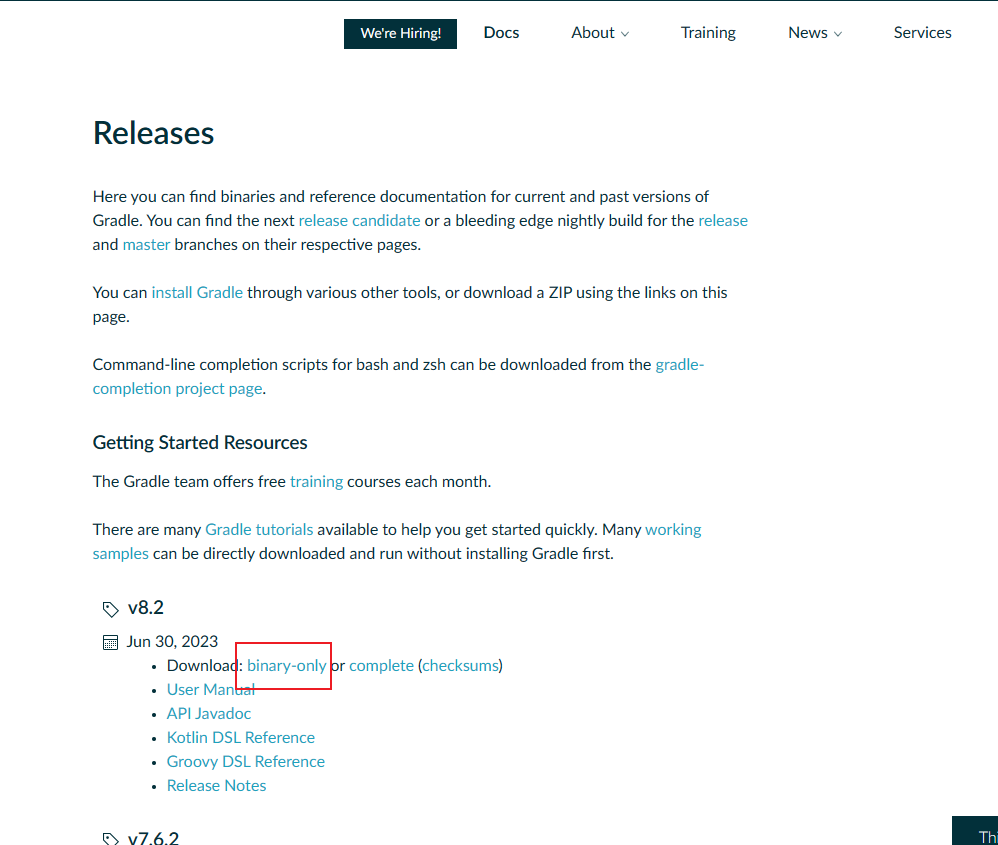 We're Hiring! Docs About Training News Services
Releases
Here you can find binaries and reference documentation for current and past versions of
Gradle. You can find the next release candidate or a bleeding edge nightly build for the release
and master branches on their respective pages.
You can install Gradle through various other tools, or download a ZIP using the links on this
page.
Command-line completion scripts for bash and zsh can be downloaded from the gradle-
completion project page.
Getting Started Resources
The Gradle team offers free training courses each month.
There are many Gradle tutorials available to help you get started quickly. Many working
samples can be directly downloaded and run without installing Gradle first.
v8.2
Jun 30, 2023
• Download: binary-only or complete (checksums)
• User Manual
• API Javadoc
• Kotlin DSL Reference
• Groovy DSL Reference
• Release Notes
v7.6.2